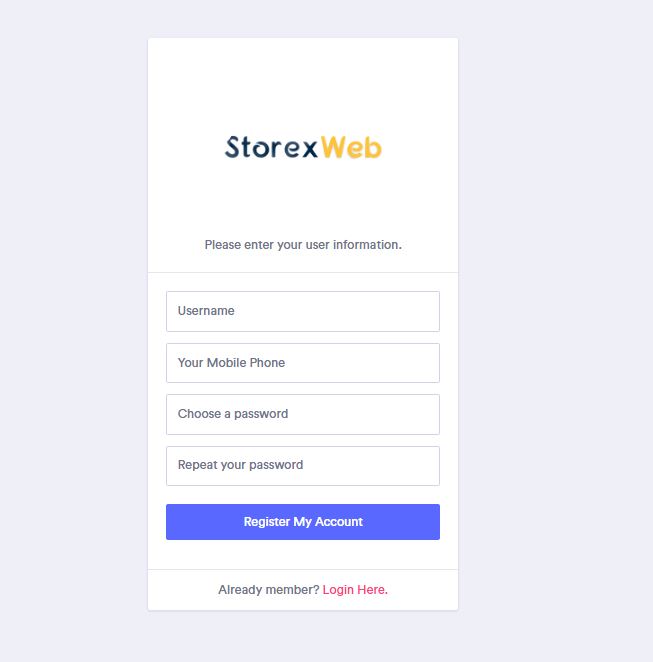 StorexWeb
Please enter your user information.
Username
Your Mobile Phone
Choose a password
Repeat your password
Register My Account
Already member? Login Here.